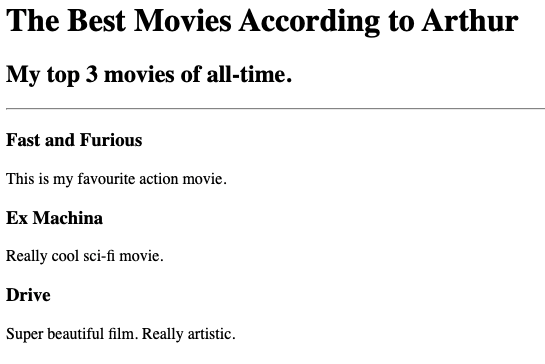 The Best Movies According to Arthur
My top 3 movies of all-time.
Fast and Furious
This is my favourite action movie.
Ex Machina
Really cool sci-fi movie.
Drive
Super beautiful film. Really artistic.